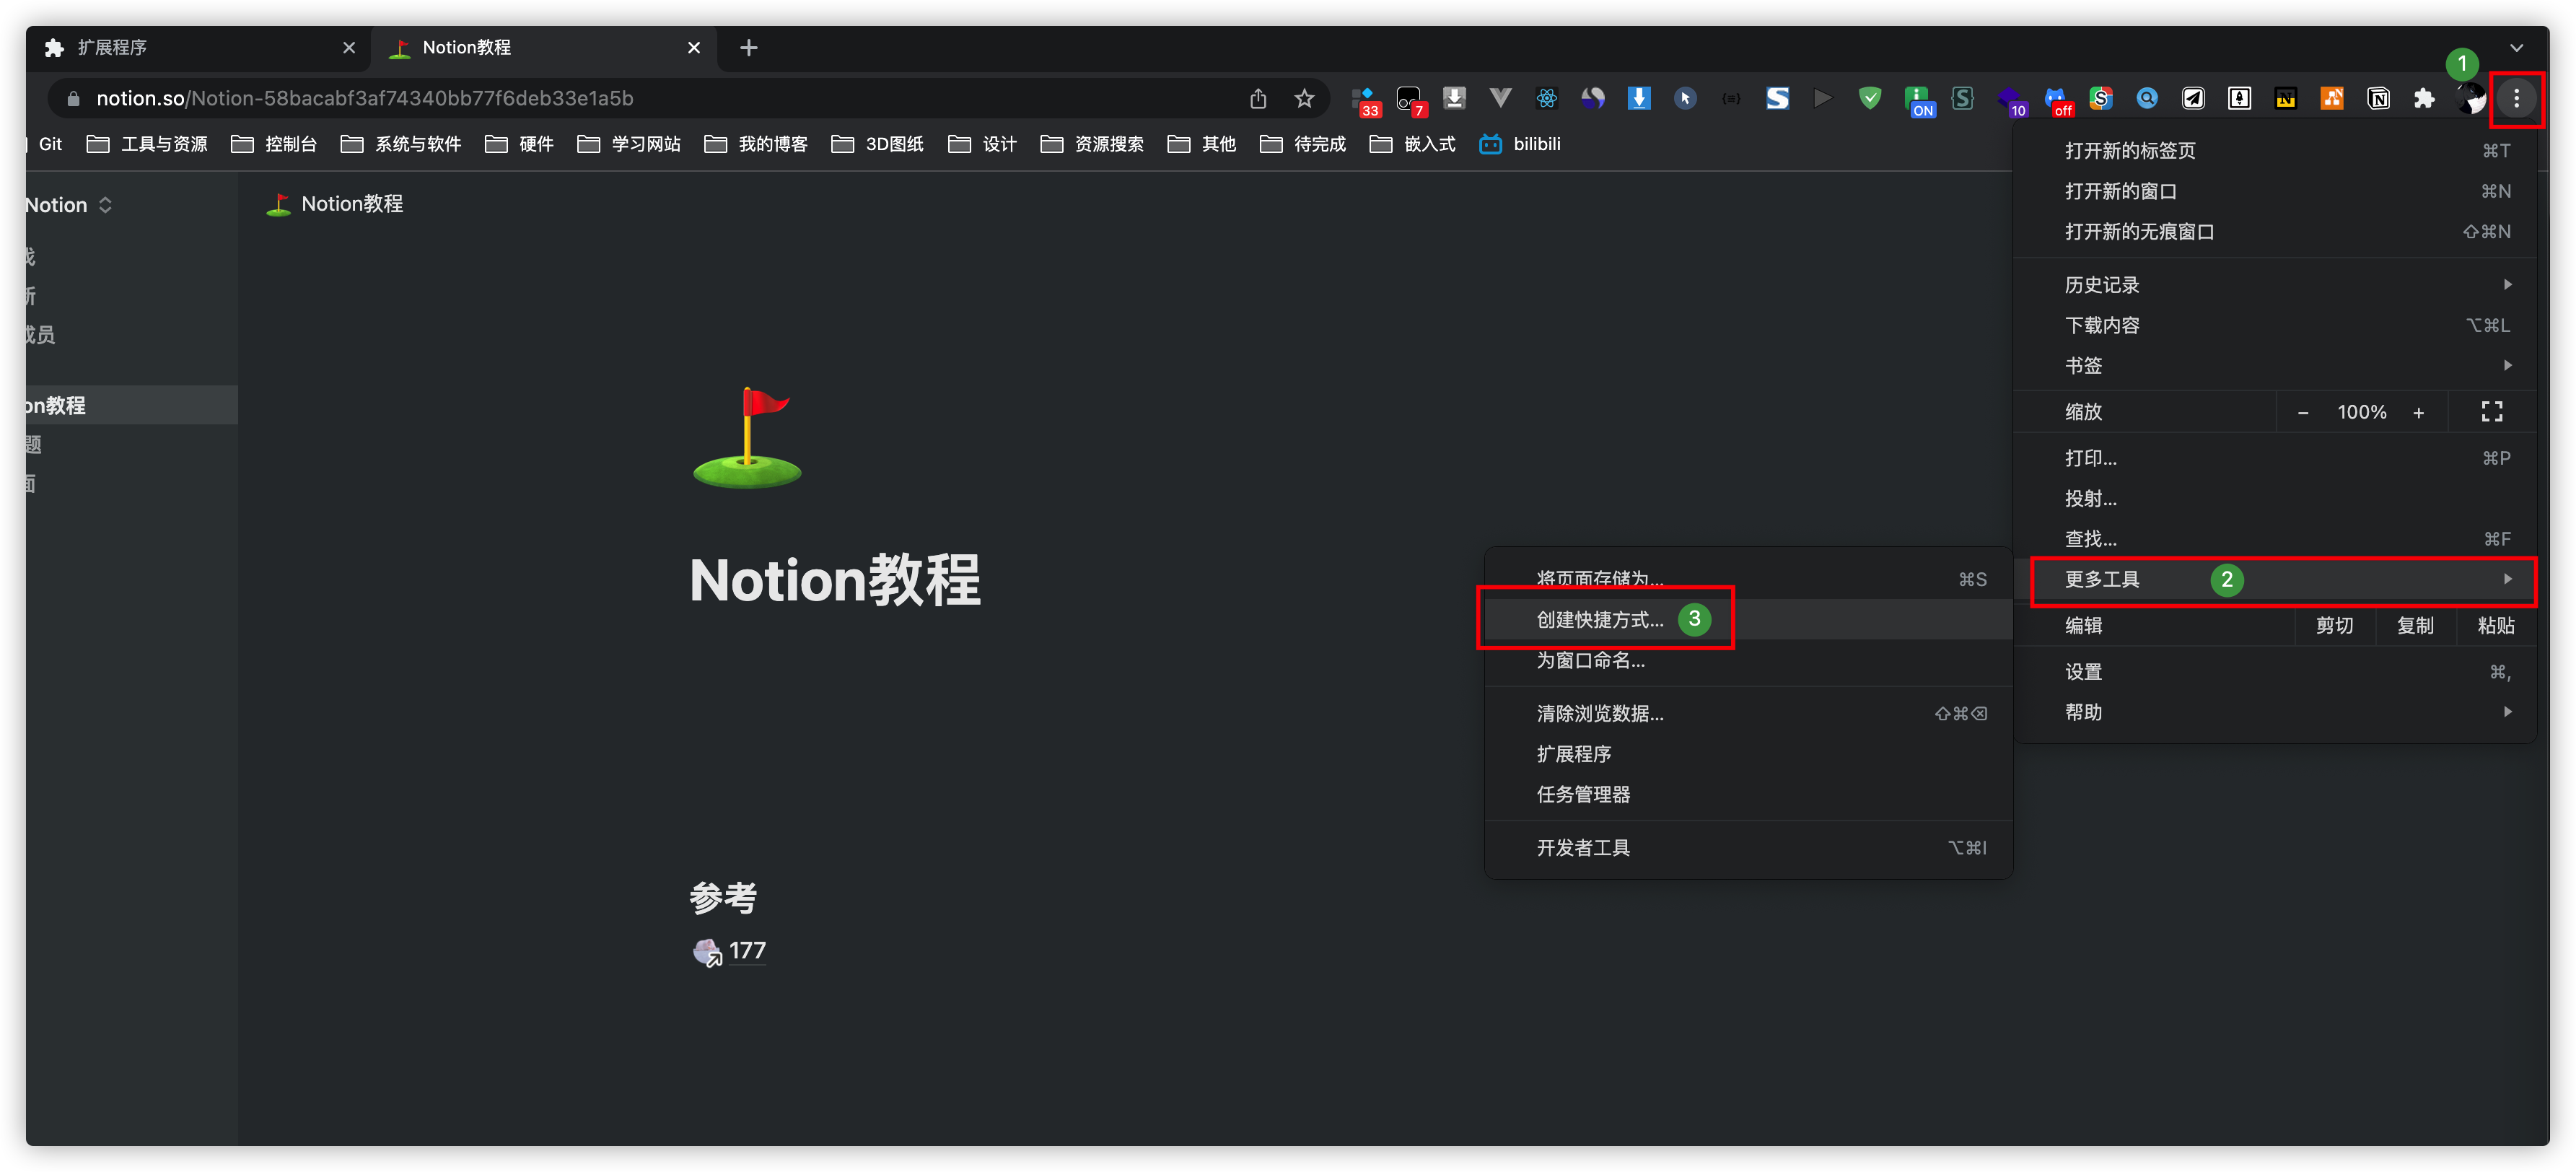 扩展程序
Notion教程
1
notion.so/Notion-58bacabf3af74340bb77f6deb33e1a5b
33
7
ON
10
off
Git
工具与资源
控制台
系统与软件
硬件
学习网站
我的博客
3D图纸
设计
资源搜索
其他
待完成
嵌入式
bilibili
Notion
成员
on教程
题
面
Notion教程
Notion教程
参考
177
打开新的标签页 ⌘T
打开新的窗口 ⌘N
打开新的无痕窗口 ⇧⌘N
历史记录
下载内容 ⌥⌘L
书签
缩放 − 100% +
打印... ⌘P
投射...
查找... ⌘F
更多工具 2
编辑 剪切 复制 粘贴
设置 ⌘,
帮助
将页面存储为... ⌘S
创建快捷方式... 3
为窗口命名...
清除浏览数据... ⇧⌘⌫
扩展程序
任务管理器
开发者工具 ⌥⌘I